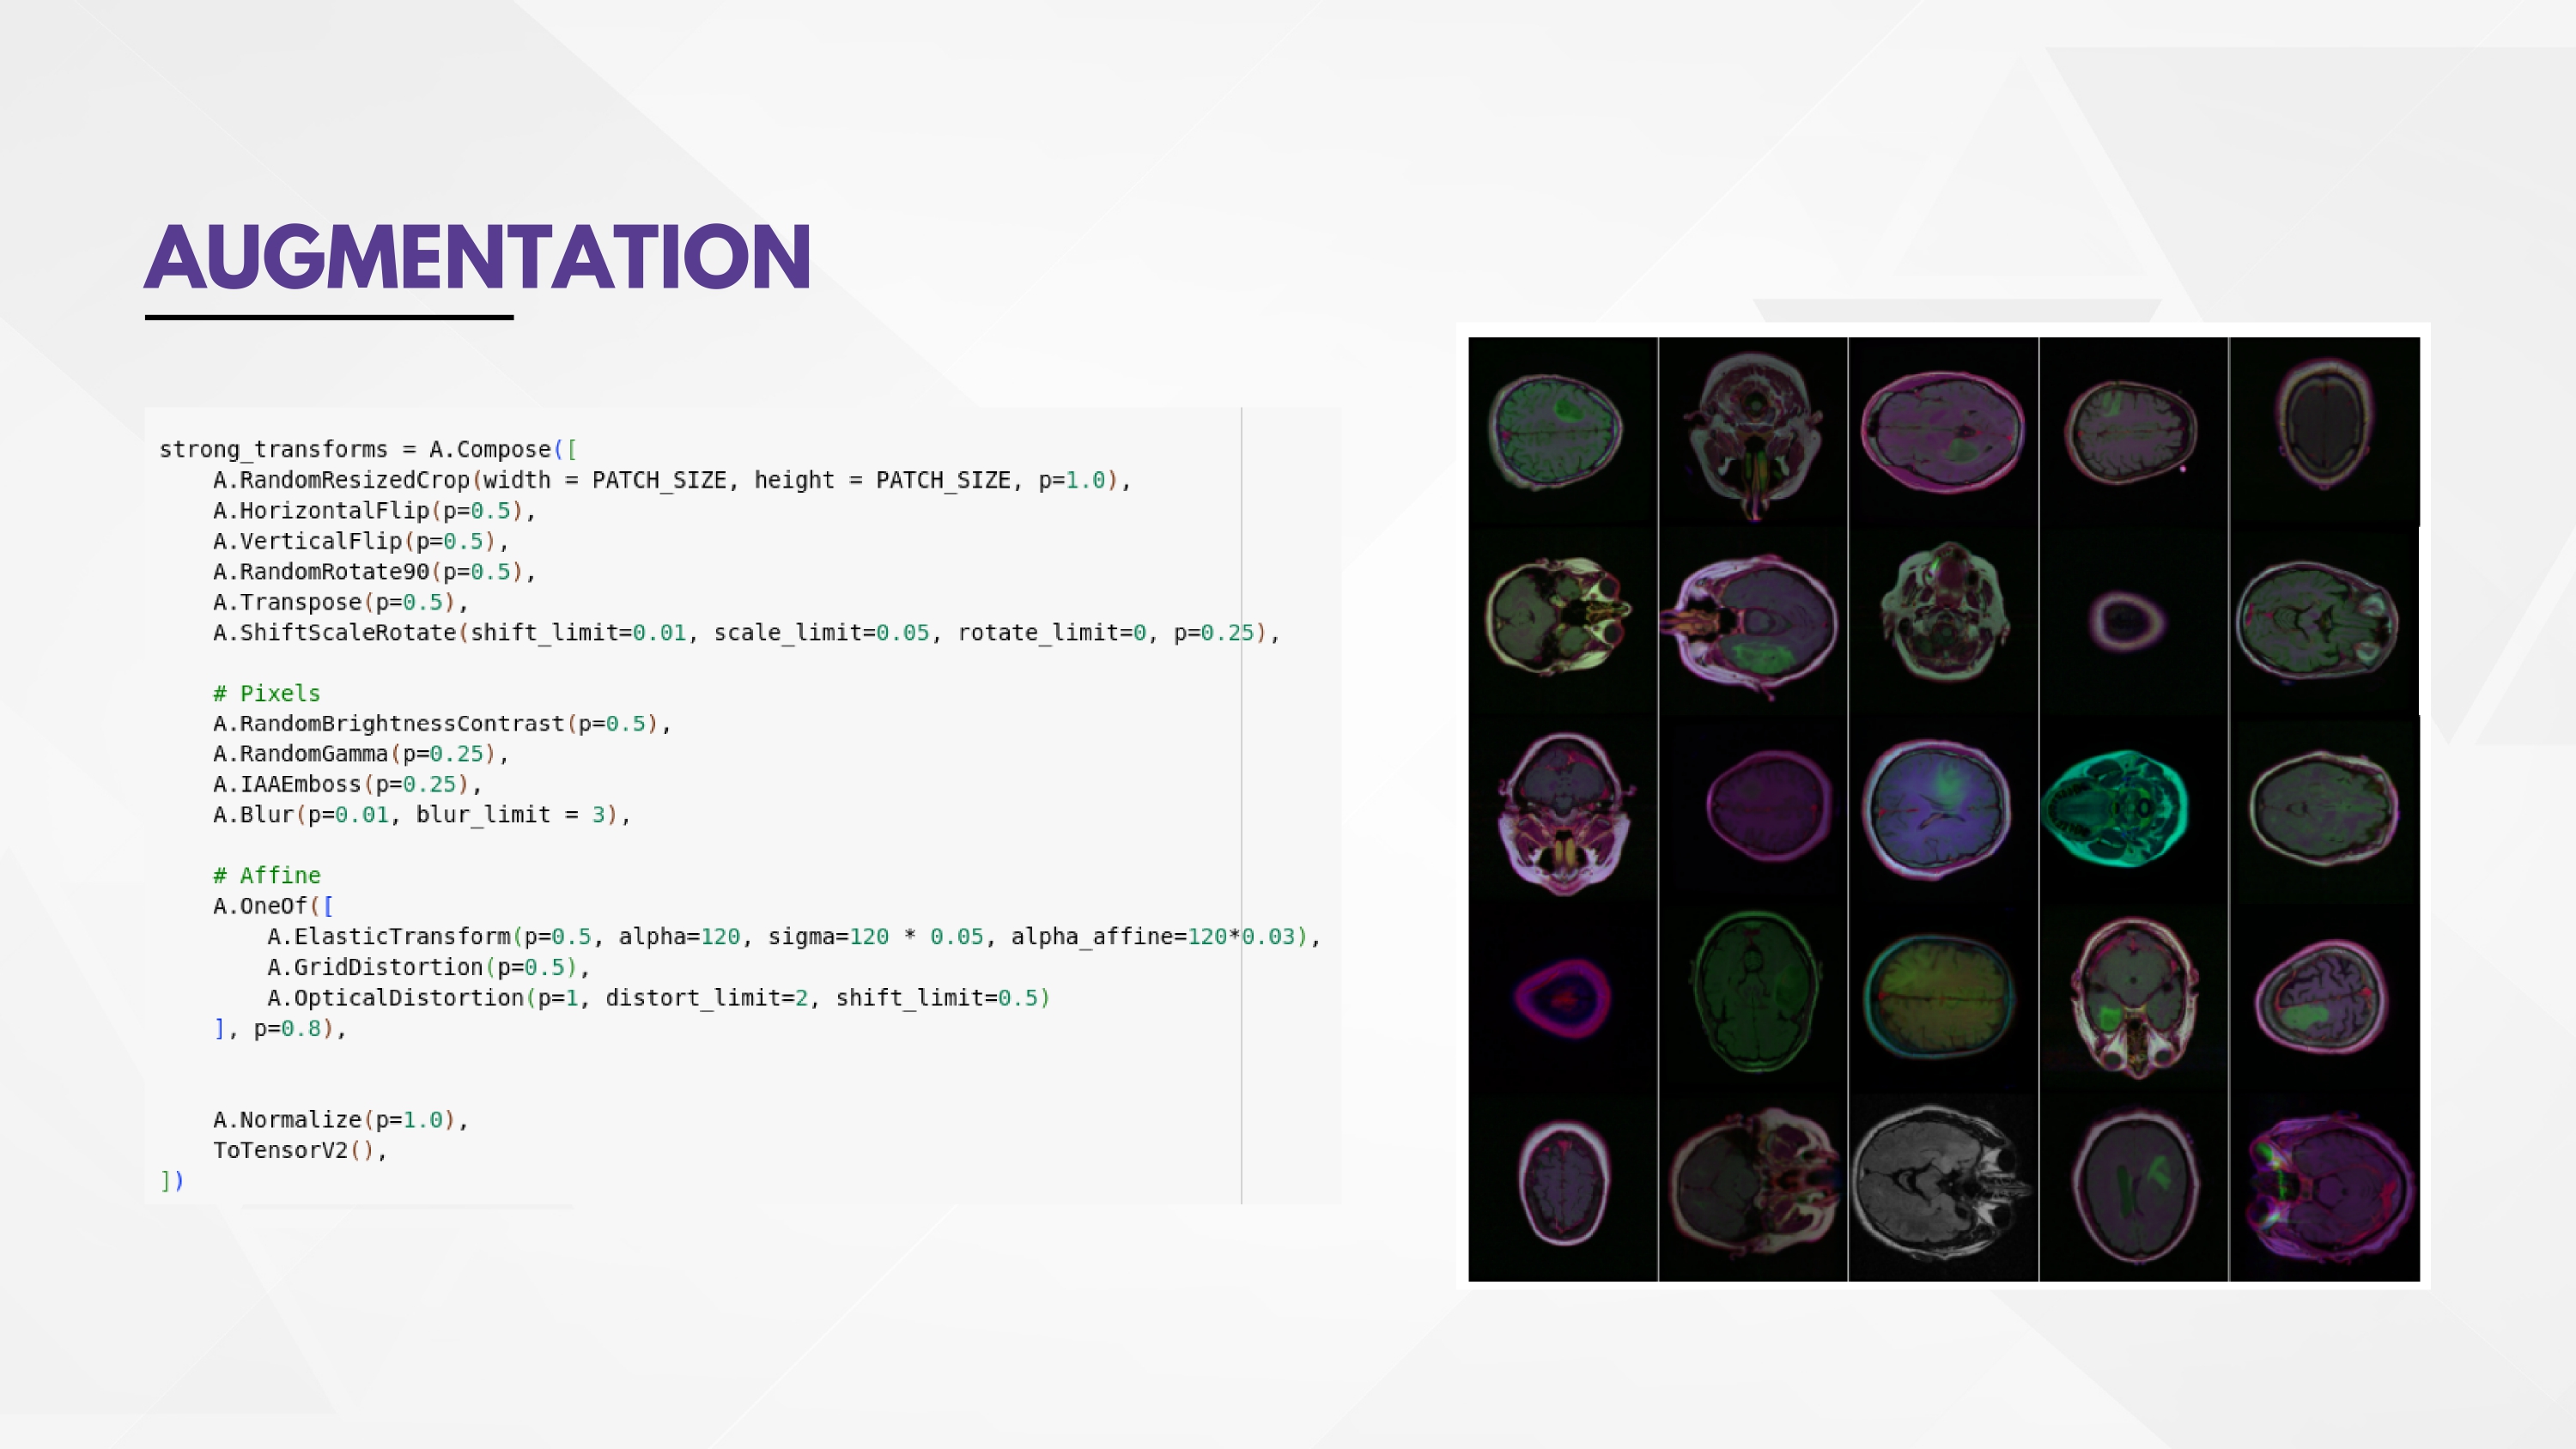 AUGMENTATION
strong_transforms = A.Compose([
    A.RandomResizedCrop(width = PATCH_SIZE, height = PATCH_SIZE, p=1.0),
    A.HorizontalFlip(p=0.5),
    A.VerticalFlip(p=0.5),
    A.RandomRotate90(p=0.5),
    A.Transpose(p=0.5),
    A.ShiftScaleRotate(shift_limit=0.01, scale_limit=0.05, rotate_limit=0, p=0.25),
    # Pixels
    A.RandomBrightnessContrast(p=0.5),
    A.RandomGamma(p=0.25),
    A.IAAEmboss(p=0.25),
    A.Blur(p=0.01, blur_limit = 3),
    # Affine
    A.OneOf([
        A.ElasticTransform(p=0.5, alpha=120, sigma=120 * 0.05, alpha_affine=120*0.03),
        A.GridDistortion(p=0.5),
        A.OpticalDistortion(p=1, distort_limit=2, shift_limit=0.5)
    ], p=0.8),
    A.Normalize(p=1.0),
    ToTensorV2(),
])